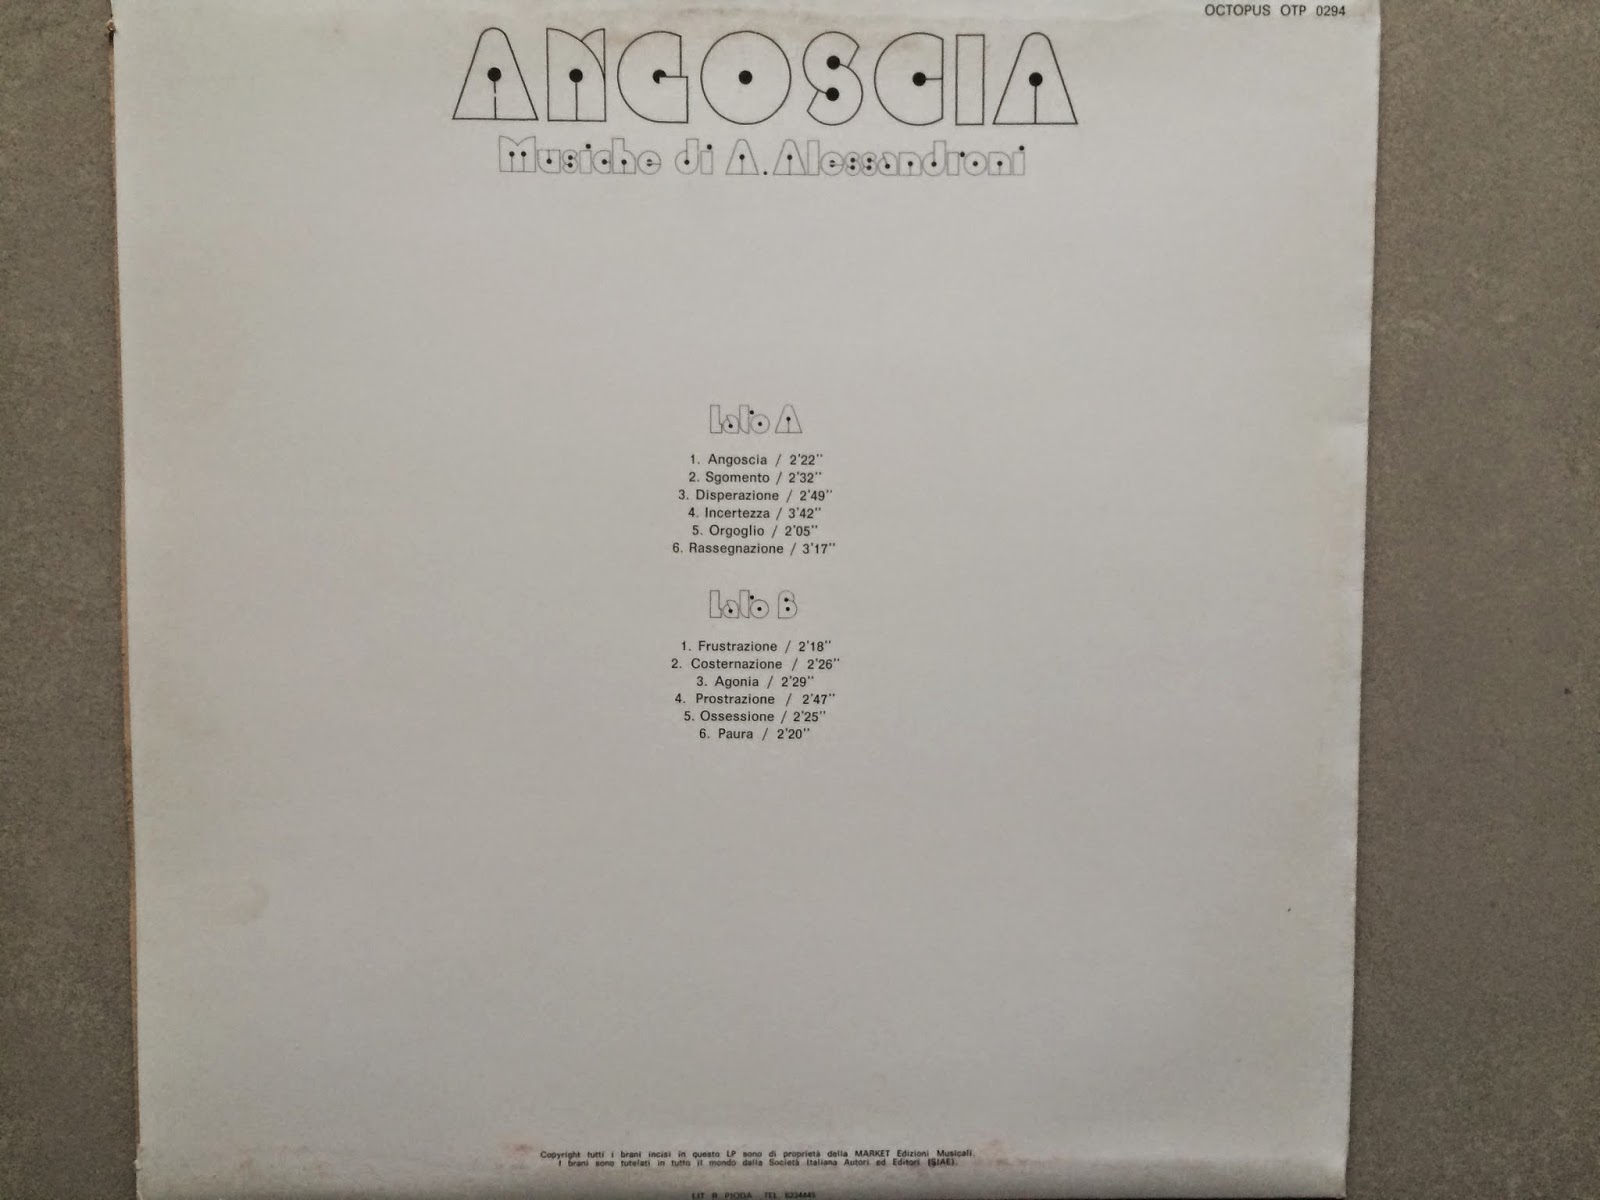 OCTOPUS OTP 0294
ANGOSCIA
Musiche di A. Alessandroni
Lato A
1. Angoscia / 2'22"
2. Sgomento / 2'32"
3. Disperazione / 2'49"
4. Incertezza / 3'42"
5. Orgoglio / 2'05"
6. Rassegnazione / 3'17"
Lato B
1. Frustrazione / 2'18"
2. Costernazione / 2'26"
3. Agonia / 2'29"
4. Prostrazione / 2'47"
5. Ossessione / 2'25"
6. Paura / 2'20"
Copyright tutti i brani incisi in questo LP sono di proprietà della MARKET Edizioni Musicali.
I brani sono tutelati in tutto il mondo dalla Società Italiana Autori ed Editori (SIAE).
LIT. R. PIODA TEL.